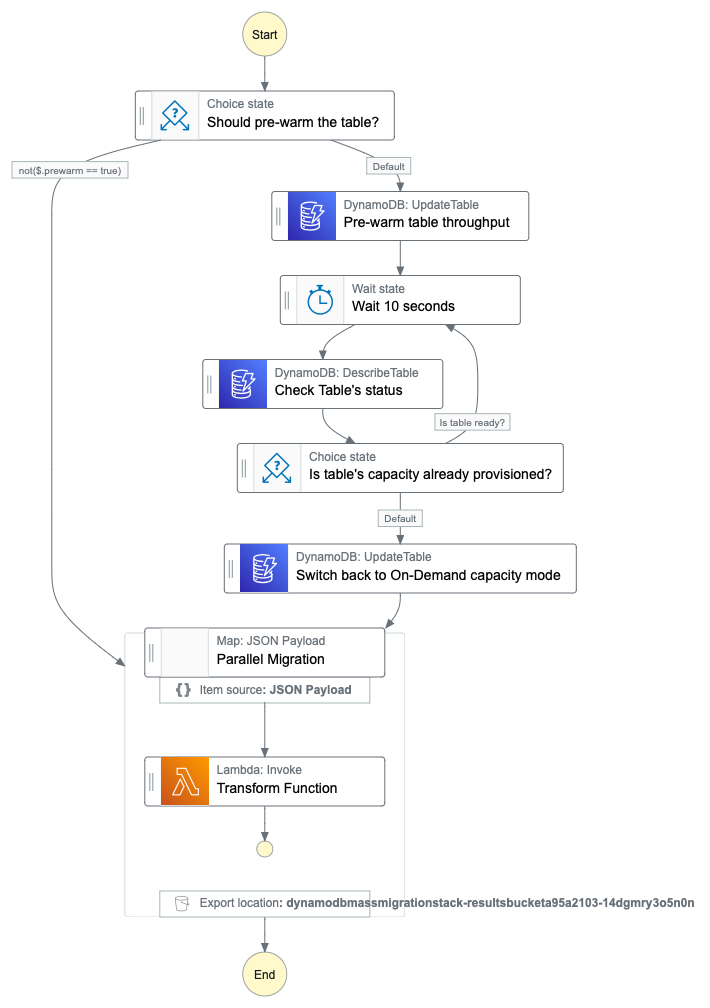 Start
Choice state
Should pre-warm the table?
not($.prewarm == true)
Default
DynamoDB: UpdateTable
Pre-warm table throughput
Wait state
Wait 10 seconds
DynamoDB: DescribeTable
Check Table's status
Is table ready?
Choice state
Is table's capacity already provisioned?
Default
DynamoDB: UpdateTable
Switch back to On-Demand capacity mode
Map: JSON Payload
Parallel Migration
{} Item source: JSON Payload
Lambda: Invoke
Transform Function
Export location: dynamodbmassmigrationstack-resultsbucketa95a2103-14dgmry3o5n0n
End